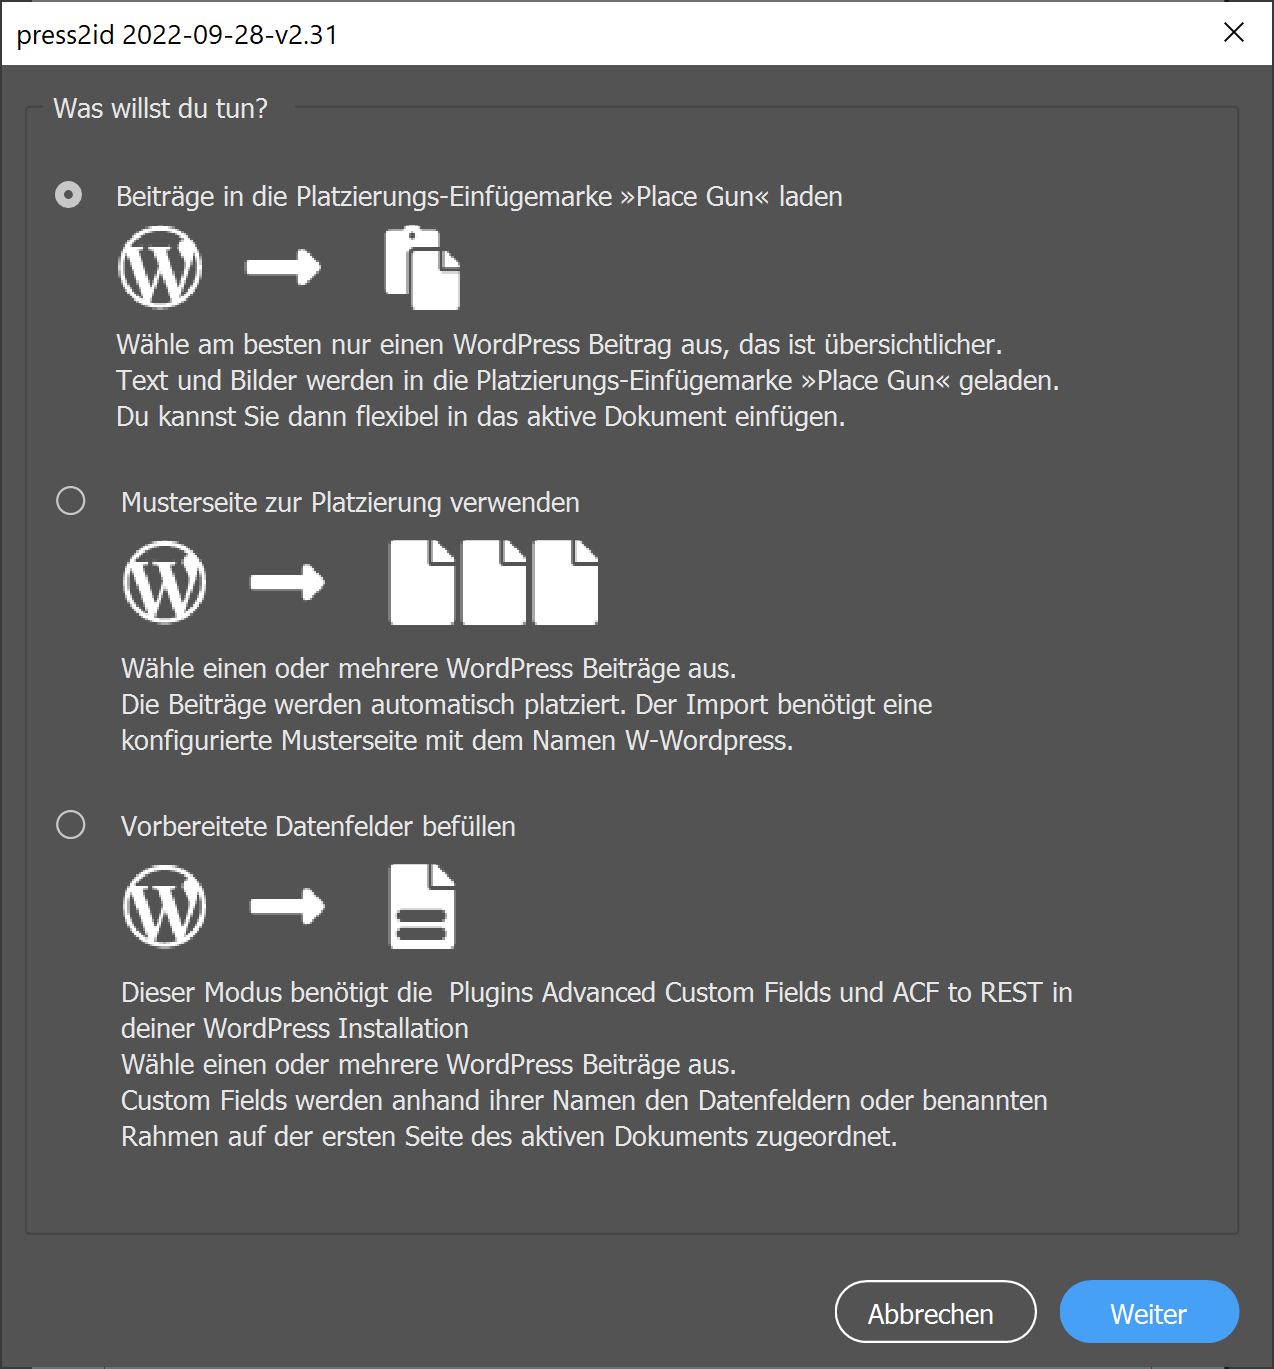 press2id 2022-09-28-v2.31
Was willst du tun?
Beiträge in die Platzierungs-Einfügemarke »Place Gun« laden
Wähle am besten nur einen WordPress Beitrag aus, das ist übersichtlicher.
Text und Bilder werden in die Platzierungs-Einfügemarke »Place Gun« geladen.
Du kannst Sie dann flexibel in das aktive Dokument einfügen.
Musterseite zur Platzierung verwenden
Wähle einen oder mehrere WordPress Beiträge aus.
Die Beiträge werden automatisch platziert. Der Import benötigt eine
konfigurierte Musterseite mit dem Namen W-Wordpress.
Vorbereitete Datenfelder befüllen
Dieser Modus benötigt die  Plugins Advanced Custom Fields und ACF to REST in
deiner WordPress Installation
Wähle einen oder mehrere WordPress Beiträge aus.
Custom Fields werden anhand ihrer Namen den Datenfeldern oder benannten
Rahmen auf der ersten Seite des aktiven Dokuments zugeordnet.
Abbrechen
Weiter